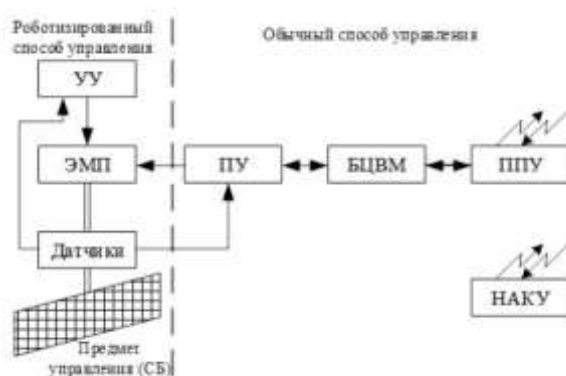 Роботизированный
способ управления
Обычный способ управления
УУ
ЭМП
ПУ
БЦВМ
ППУ
Датчики
НАКУ
Предмет
управления (СБ)